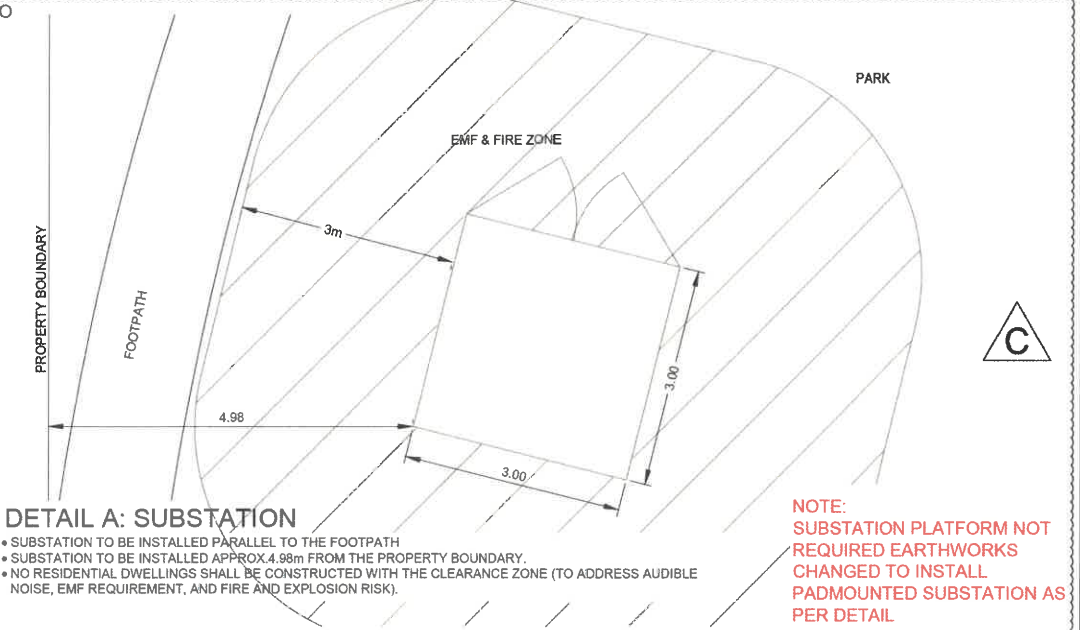 O
PARK
EMF & FIRE ZONE
3m
PROPERTY BOUNDARY
FOOTPATH
C
3.00
4.98
3.00
DETAIL A: SUBSTATION
• SUBSTATION TO BE INSTALLED PARALLEL TO THE FOOTPATH
• SUBSTATION TO BE INSTALLED APPROX.4.98m FROM THE PROPERTY BOUNDARY.
• NO RESIDENTIAL DWELLINGS SHALL BE CONSTRUCTED WITH THE CLEARANCE ZONE (TO ADDRESS AUDIBLE
NOISE, EMF REQUIREMENT, AND FIRE AND EXPLOSION RISK).
NOTE:
SUBSTATION PLATFORM NOT
REQUIRED EARTHWORKS
CHANGED TO INSTALL
PADMOUNTED SUBSTATION AS
PER DETAIL